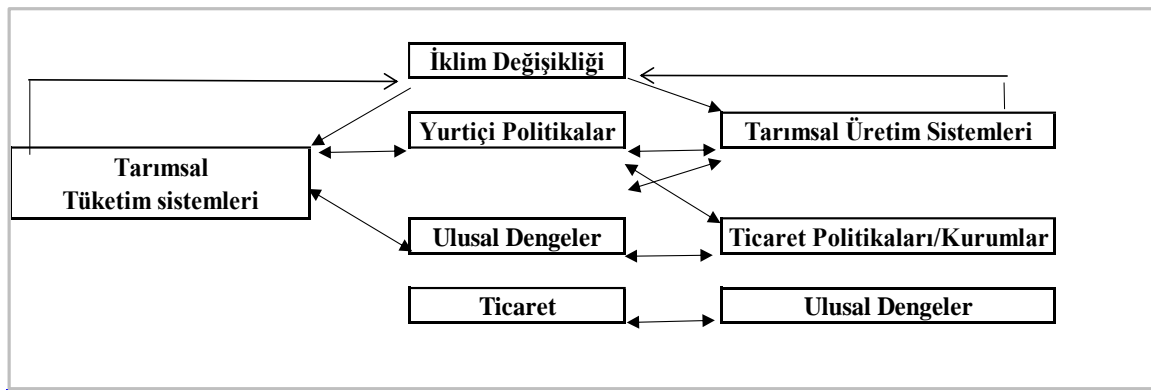 İklim Değişikliği
Yurtiçi Politikalar
Tarımsal Üretim Sistemleri
Tarımsal
Tüketim sistemleri
Ulusal Dengeler
Ticaret Politikaları/Kurumlar
Ticaret
Ulusal Dengeler